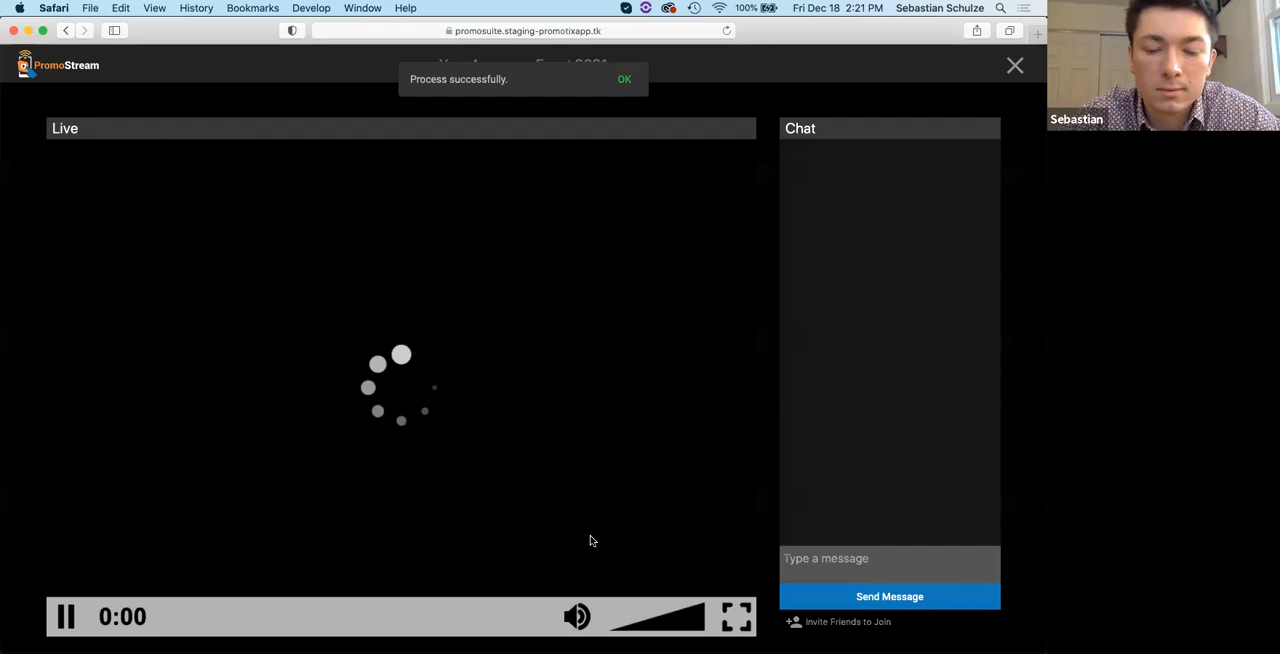 Safari File Edit View History Bookmarks Develop Window Help 100% Fri Dec 18 2:21 PM Sebastian Schulze
promosuite.staging-promotixapp.tk
PromoStream
Process successfully. OK
Sebastian
Live
Chat
Type a message
Send Message
0:00
Invite Friends to Join